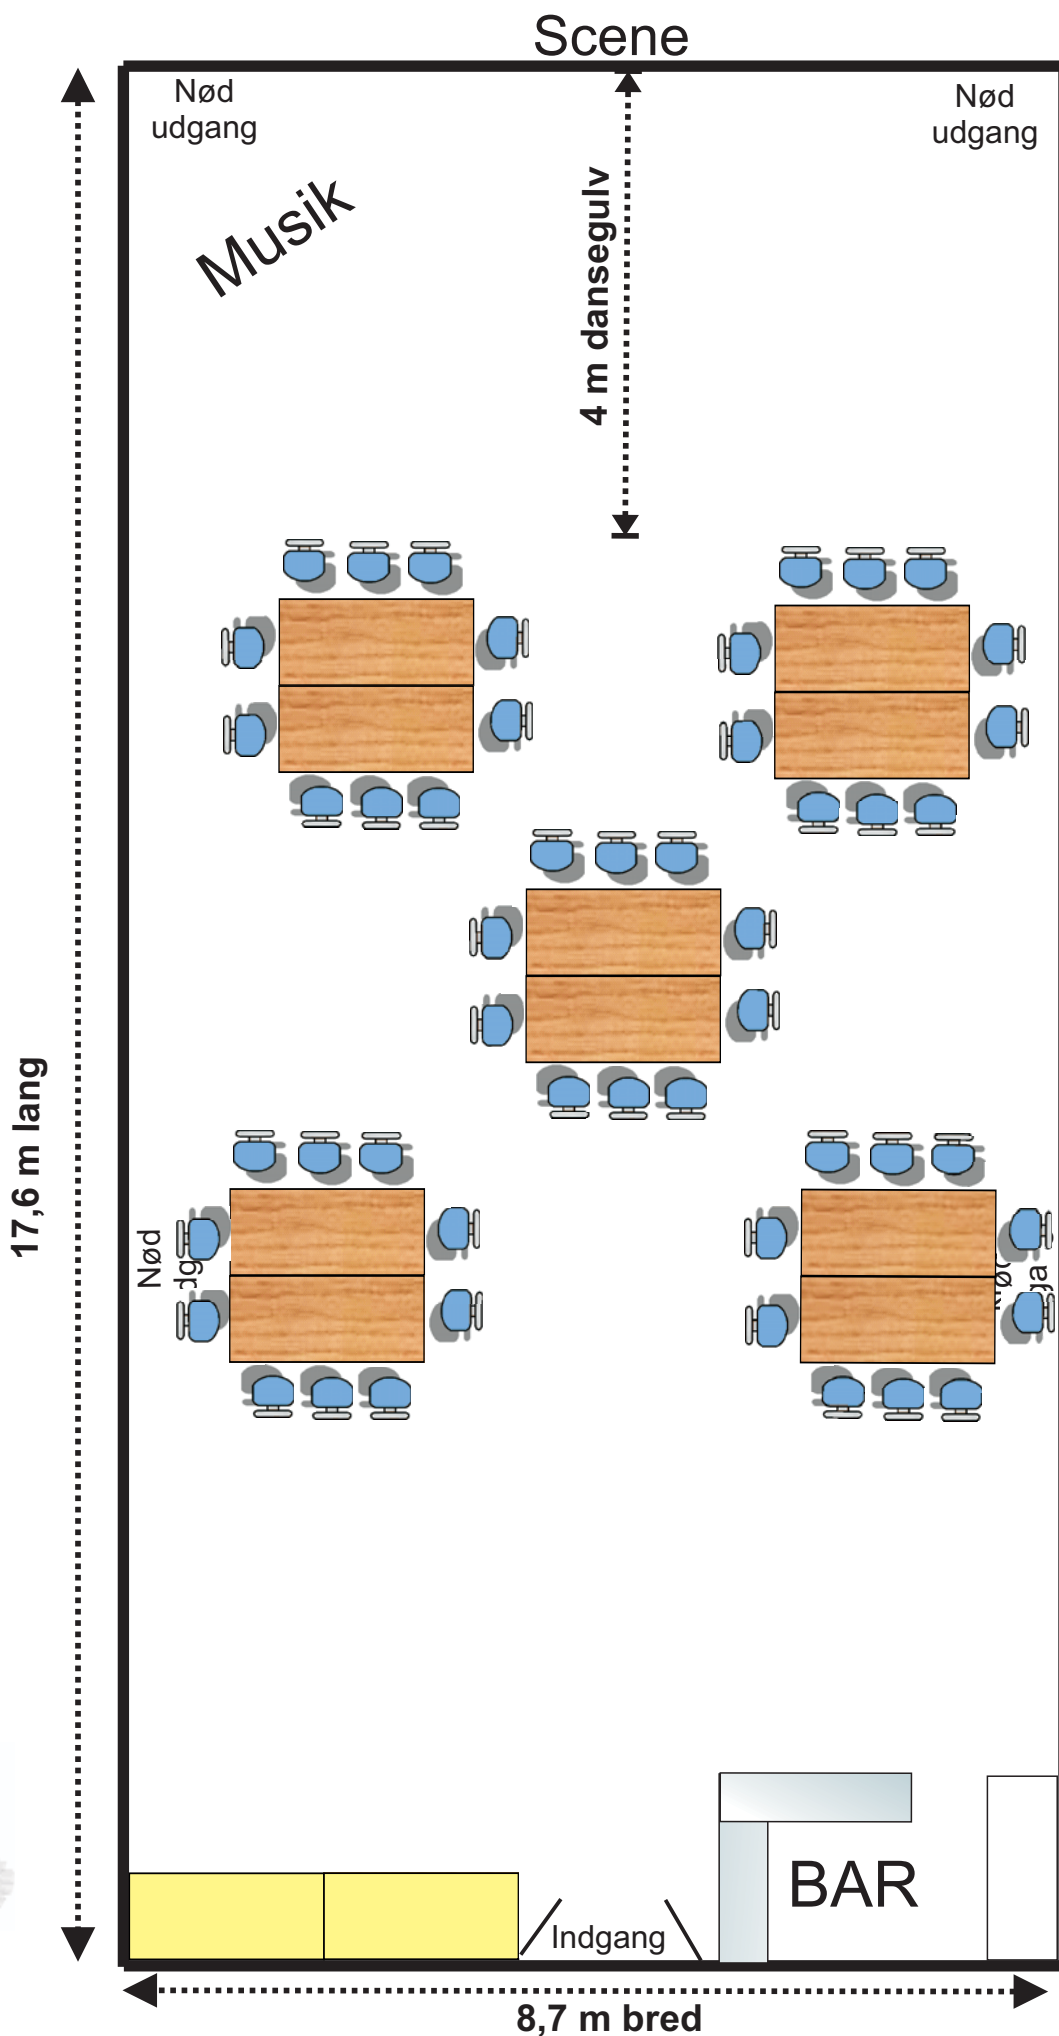 Scene
Nød
udgang
Nød
udgang
Musik
4 m dansegulv
17,6 m lang
Nød
BAR
Indgang
8,7 m bred